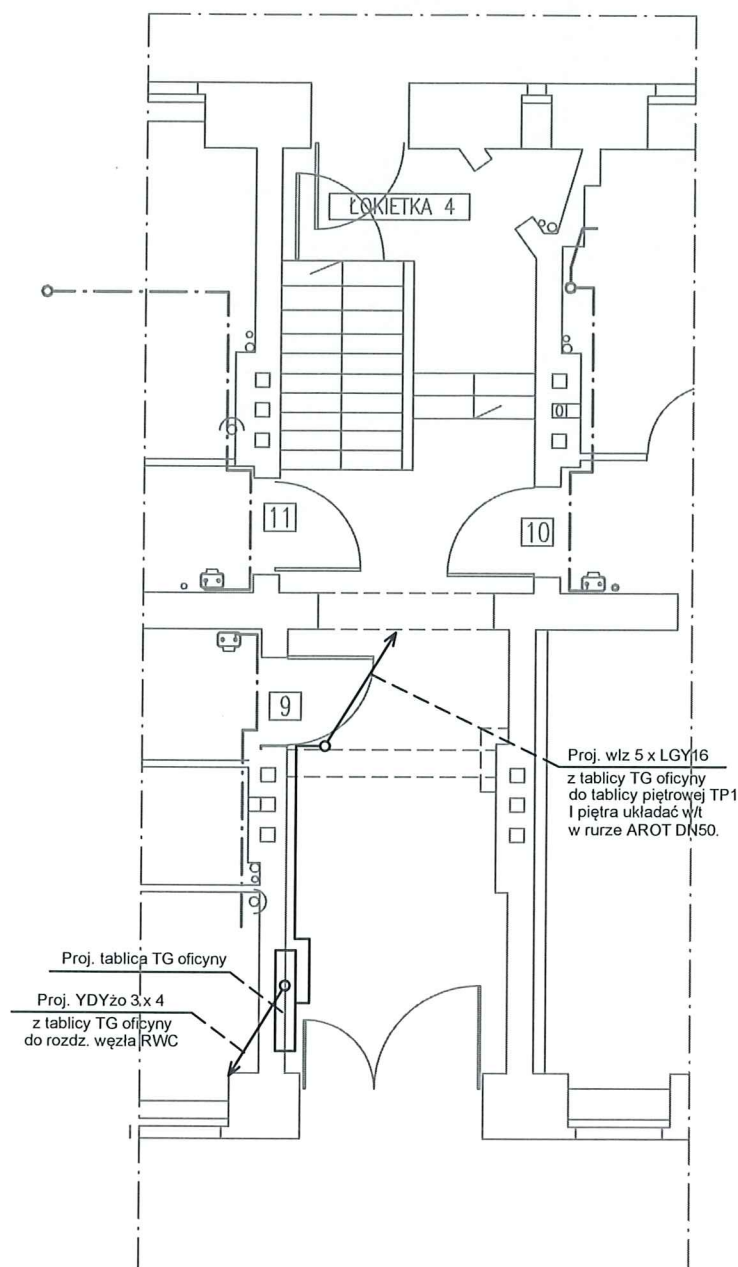 ŁOKIETKA 4
11
10
9
Proj. wlz 5 x LGY16
z tablicy TG oficyny
do tablicy piętrowej TP1
I piętra układać w/t
w rurze AROT DN50.
Proj. tablica TG oficyny
Proj. YDYżo 3 x 4
z tablicy TG oficyny
do rozdz. węzła RWC